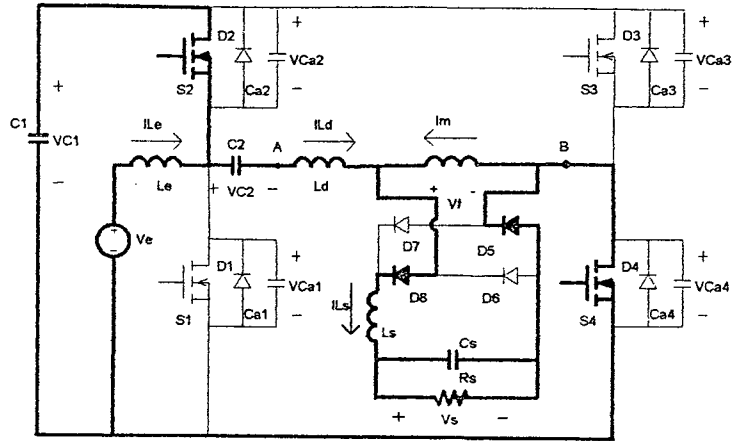 D2
D3
+
+
+
VCa2
VCa3
S2
Ca2
−
S3
Ca3
−
C1
VC1
ILe
C2
A
ILd
Im
B
−
Le
+
VC2
−
Ld
+
Vf
-
Ve
+
+
D7
D5
D1
VCa1
D4
VCa4
D8
D6
S1
Ca1
−
S4
Ca4
−
ILs
Ls
Cs
Rs
+
Vs
−